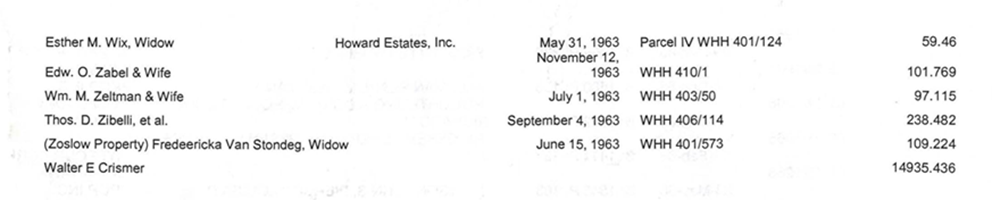 Esther M. Wix, Widow Howard Estates, Inc. May 31, 1963 Parcel IV WHH 401/124 59.46
November 12,
Edw. O. Zabel & Wife 1963 WHH 410/1 101.769
Wm. M. Zeltman & Wife July 1, 1963 WHH 403/50 97.115
Thos. D. Zibelli, et al. September 4, 1963 WHH 406/114 238.482
(Zoslow Property) Fredeericka Van Stondeg, Widow June 15, 1963 WHH 401/573 109.224
Walter E Crismer 14935.436